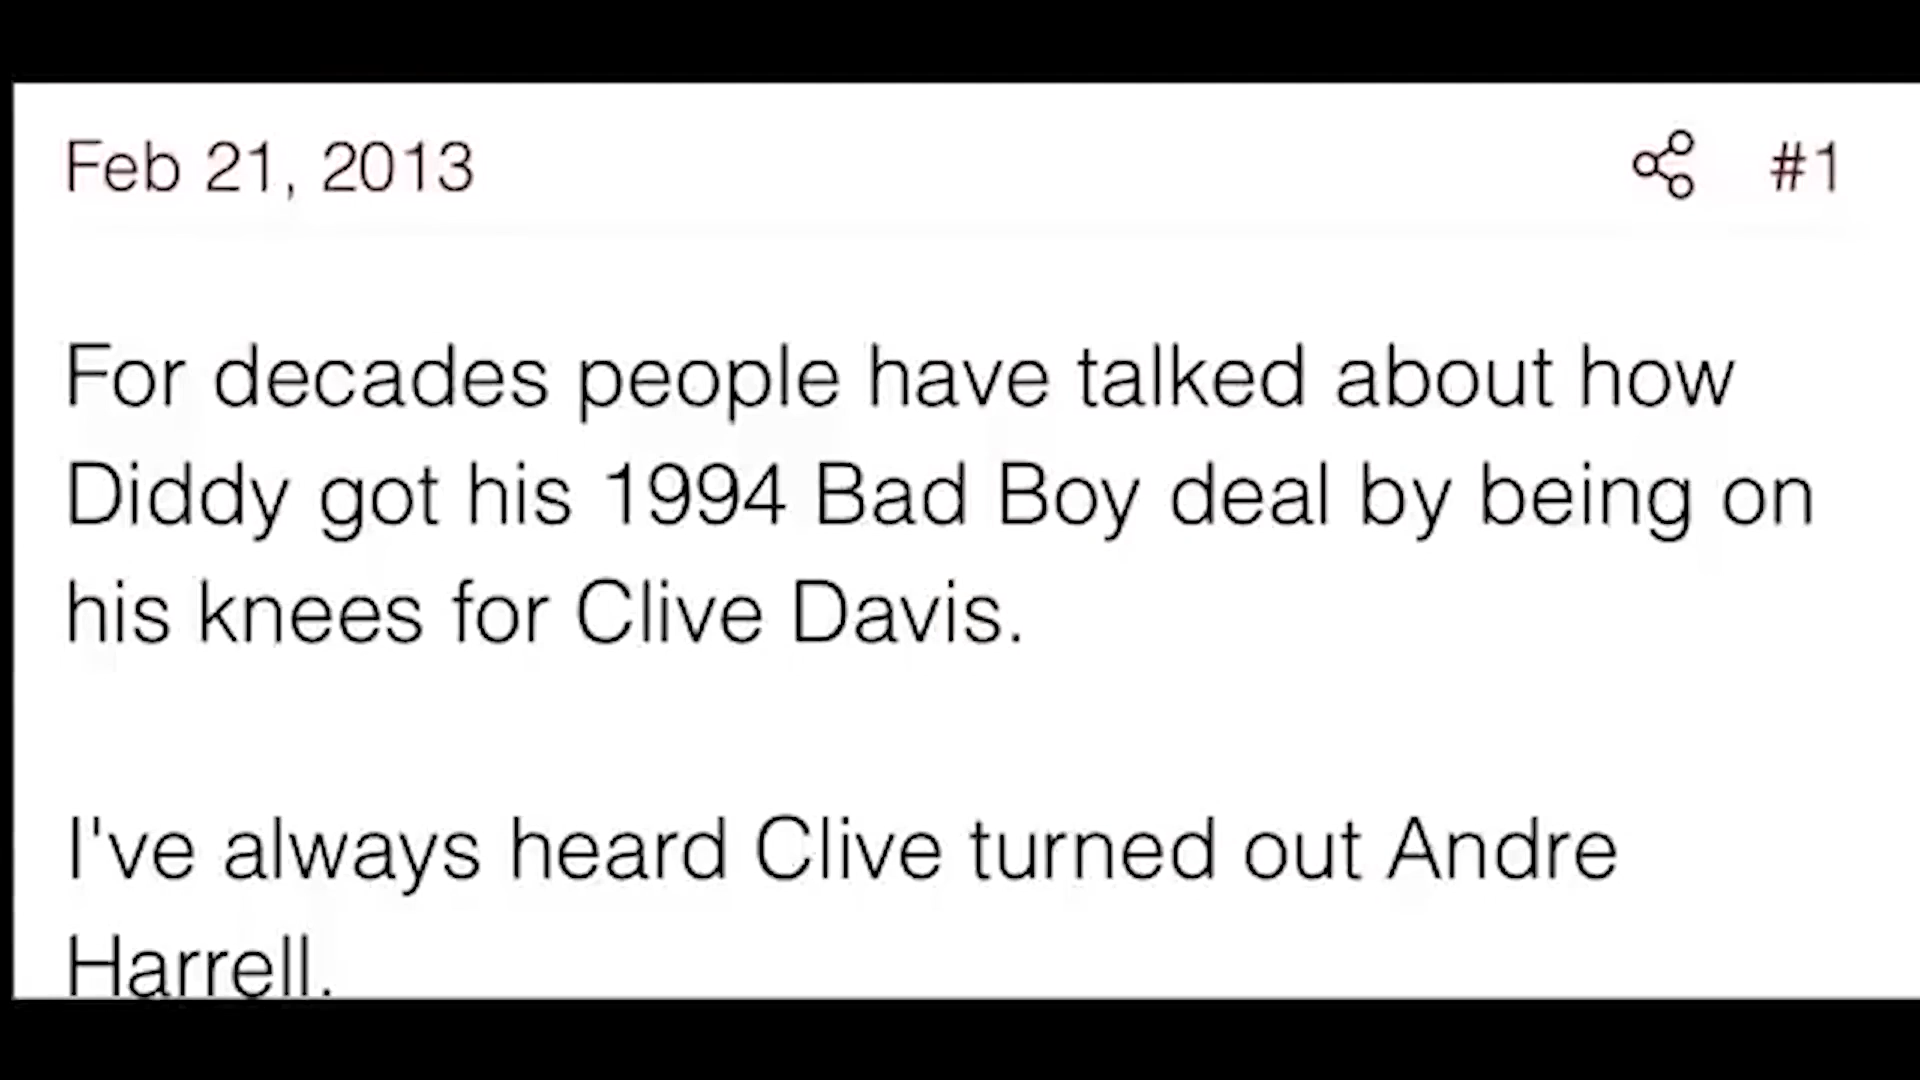 Feb 21, 2013 #1
For decades people have talked about how
Diddy got his 1994 Bad Boy deal by being on
his knees for Clive Davis.
I've always heard Clive turned out Andre
Harrell.